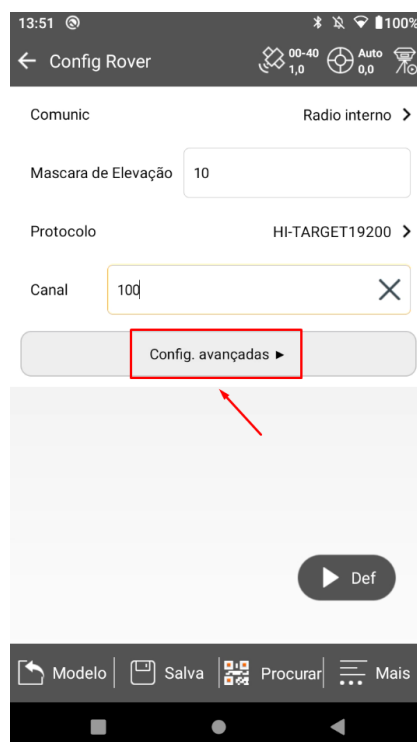 13:51 100%
Config Rover 00-40 Auto
1,0 0,0
Comunic Radio interno
Mascara de Elevação 10
Protocolo HI-TARGET19200
Canal 100
Config. avançadas ►
Def
Modelo Salva Procurar Mais